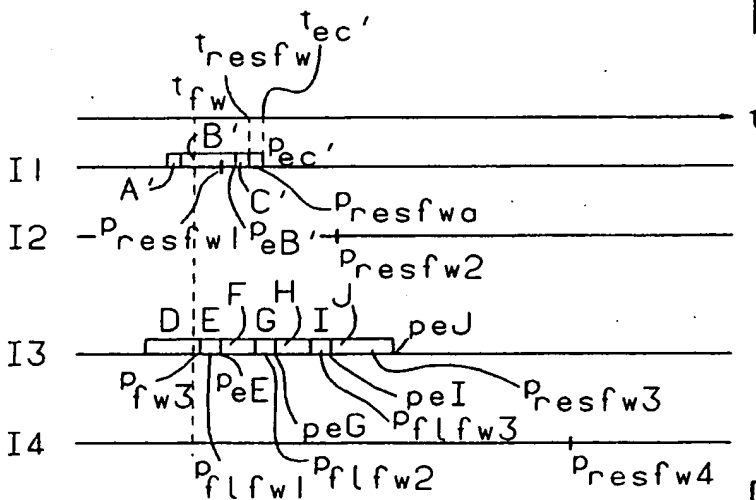 t_ec'
t_resfw
t_fw
t
B'
P_ec'
I1
A'
C'
P_resfwa
I2
P_resfw1
P_eB'
P_resfw2
F H J
D E G I
peJ
I3
P_fw3
P_eE
peI
P_resfw3
peG
P_flfw3
I4
P_flfw1
P_flfw2
P_resfw4